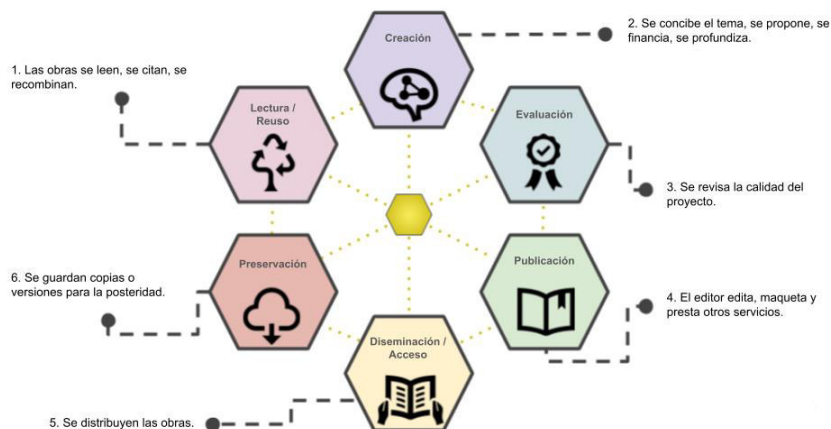 Creación
2. Se concibe el tema, se propone, se
financia, se profundiza.
1. Las obras se leen, se citan, se
recombinan.
Lectura /
Reuso
Evaluación
3. Se revisa la calidad del
proyecto.
Preservación
6. Se guardan copias o
versiones para la posteridad.
Publicación
4. El editor edita, maqueta y
presta otros servicios.
Diseminación /
Acceso
5. Se distribuyen las obras.